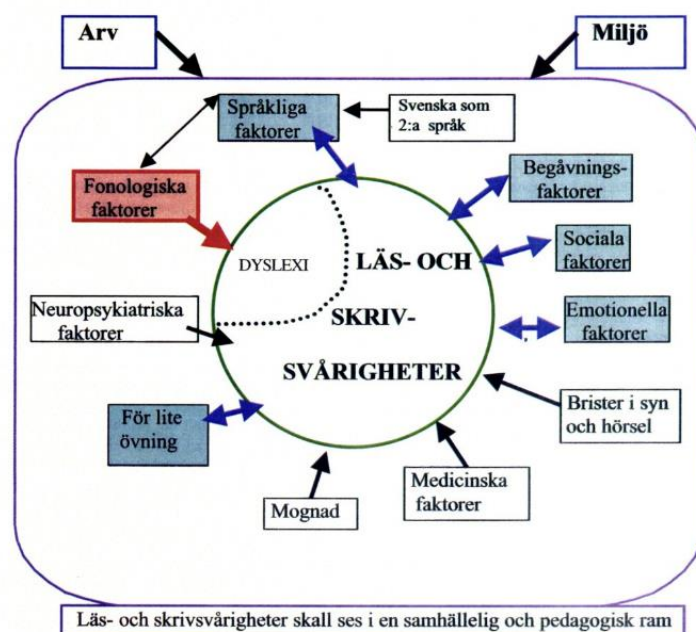 Arv
Miljö
Språkliga
faktorer
Svenska som
2:a språk
Fonologiska
faktorer
Begåvnings-
faktorer
Sociala
faktorer
DYSLEXI
LÄS- OCH
SKRIV-
SVÅRIGHETER
Neuropsykiatriska
faktorer
Emotionella
faktorer
För lite
övning
Brister i syn
och hörsel
Medicinska
faktorer
Mognad
Läs- och skrivsvårigheter skall ses i en samhällelig och pedagogisk ram